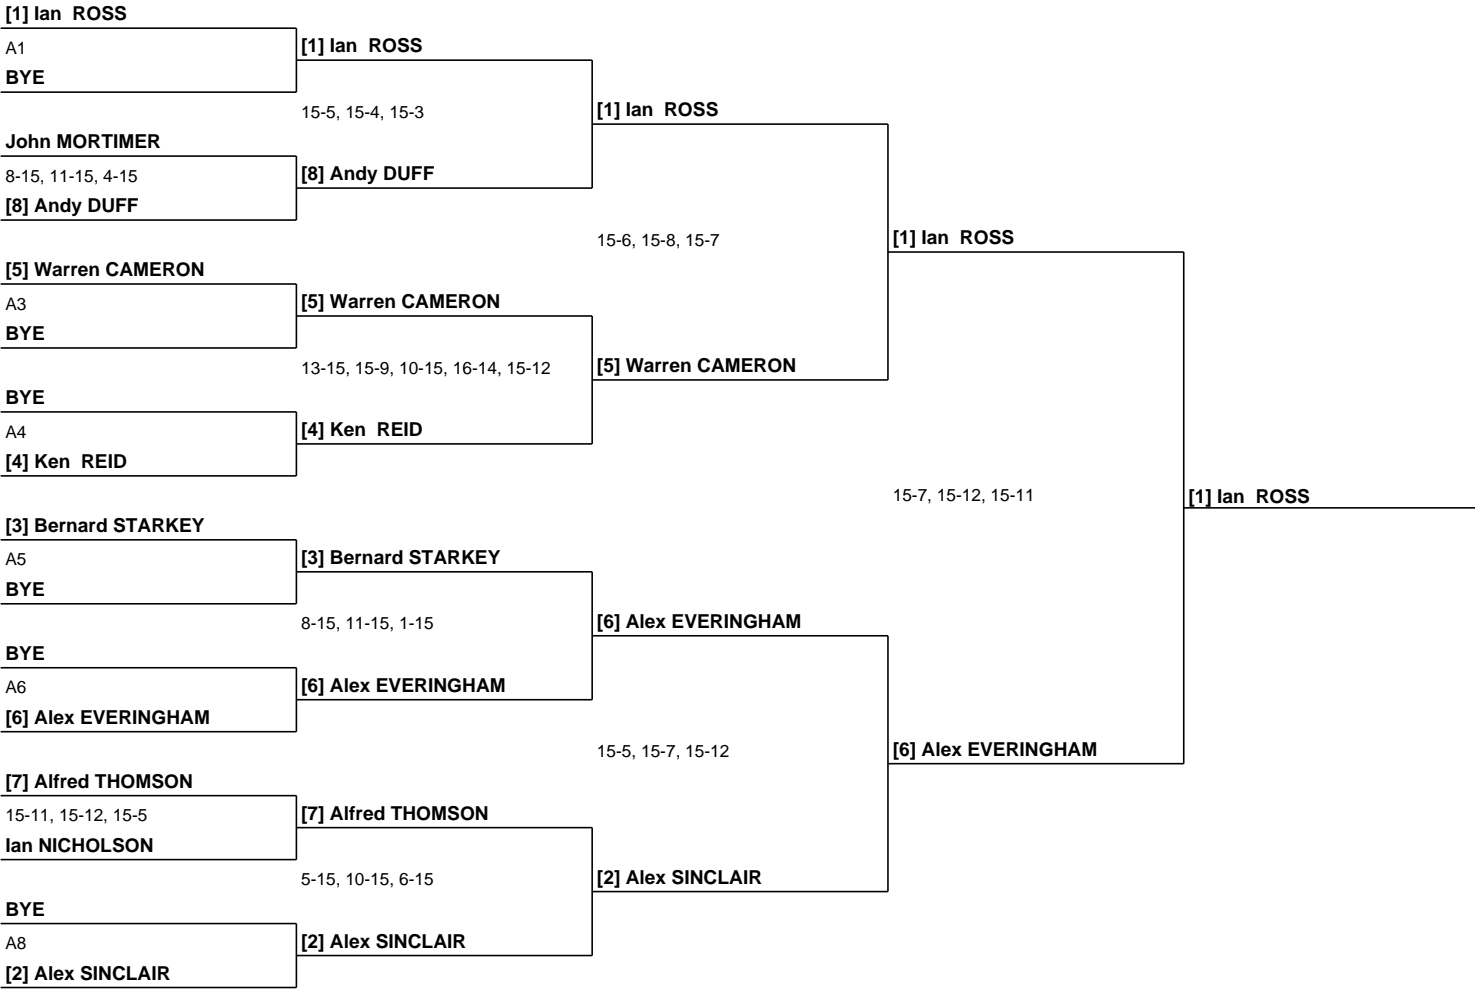 [1] Ian  ROSS
A1
BYE
John MORTIMER
8-15, 11-15, 4-15
[8] Andy DUFF
[5] Warren CAMERON
A3
BYE
BYE
A4
[4] Ken  REID
[3] Bernard STARKEY
A5
BYE
BYE
A6
[6] Alex EVERINGHAM
[7] Alfred THOMSON
15-11, 15-12, 15-5
Ian NICHOLSON
BYE
A8
[2] Alex SINCLAIR
[1] Ian  ROSS
15-5, 15-4, 15-3
[8] Andy DUFF
[5] Warren CAMERON
13-15, 15-9, 10-15, 16-14, 15-12
[4] Ken  REID
[3] Bernard STARKEY
8-15, 11-15, 1-15
[6] Alex EVERINGHAM
[7] Alfred THOMSON
5-15, 10-15, 6-15
[2] Alex SINCLAIR
[1] Ian  ROSS
15-6, 15-8, 15-7
[5] Warren CAMERON
[6] Alex EVERINGHAM
15-5, 15-7, 15-12
[2] Alex SINCLAIR
[1] Ian  ROSS
15-7, 15-12, 15-11
[6] Alex EVERINGHAM
[1] Ian  ROSS